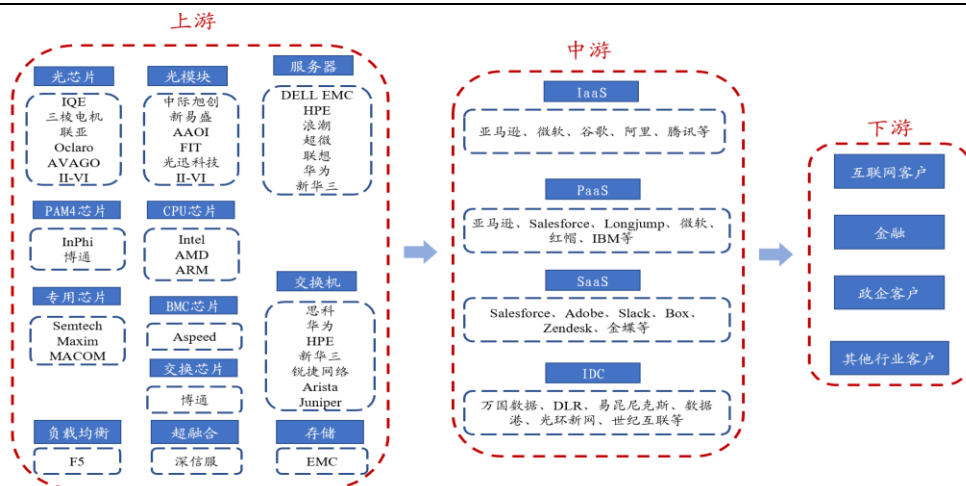 上游
光芯片
IQE
三棱电机
联亚
Oclaro
AVAGO
II-VI
光模块
中际旭创
新易盛
AAOI
FIT
光迅科技
II-VI
服务器
DELL EMC
HPE
浪潮
超微
联想
华为
新华三
PAM4芯片
InPhi
博通
CPU芯片
Intel
AMD
ARM
专用芯片
Semtech
Maxim
MACOM
BMC芯片
Aspeed
交换芯片
博通
交换机
思科
华为
HPE
新华三
锐捷网络
Arista
Juniper
负载均衡
F5
超融合
深信服
存储
EMC
中游
IaaS
亚马逊、微软、谷歌、阿里、腾讯等
PaaS
亚马逊、Salesforce、Longjump、微软、
红帽、IBM等
SaaS
Salesforce、Adobe、Slack、Box、
Zendesk、金蝶等
IDC
万国数据、DLR、易昆尼克斯、数据
港、光环新网、世纪互联等
下游
互联网客户
金融
政企客户
其他行业客户